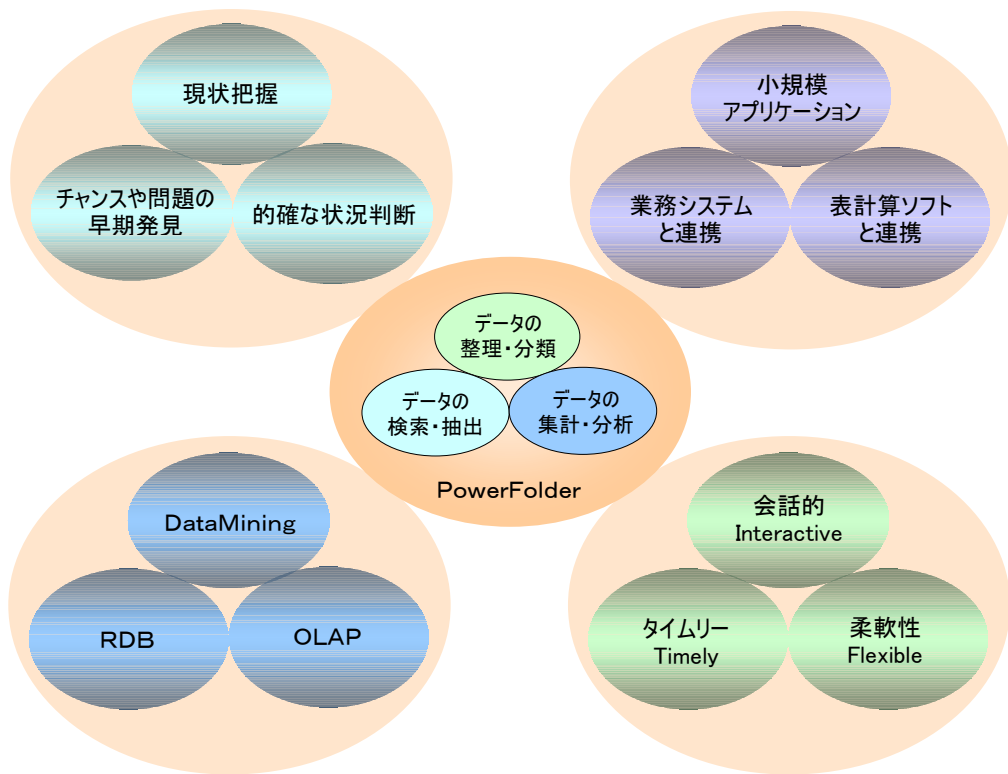 現状把握
チャンスや問題の
早期発見
的確な状況判断
小規模
アプリケーション
業務システム
と連携
表計算ソフト
と連携
データの
整理・分類
データの
検索・抽出
データの
集計・分析
PowerFolder
DataMining
RDB
OLAP
会話的
Interactive
タイムリー
Timely
柔軟性
Flexible